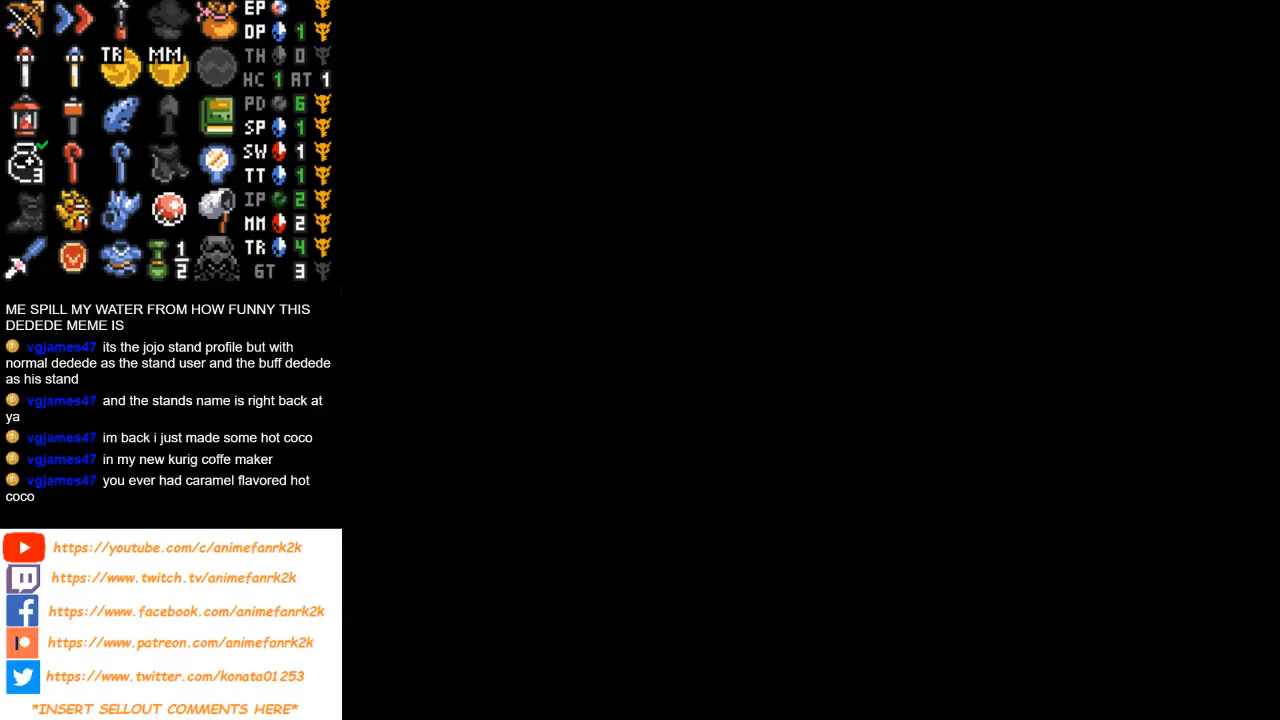 EP
DP 1
TR MM TH 0
HC 1 AT 1
PD 6
SP 1
SW 1
3 TT 1
IP 2
MM 2
1/2 TR 4
GT 3
ME SPILL MY WATER FROM HOW FUNNY THIS
DEDEDE MEME IS
vgjames47 its the jojo stand profile but with
normal dedede as the stand user and the buff dedede
as his stand
vgjames47 and the stands name is right back at
ya
vgjames47 im back i just made some hot coco
vgjames47 in my new kurig coffe maker
vgjames47 you ever had caramel flavored hot
coco
https://youtube.com/c/animefanrk2k
https://www.twitch.tv/animefanrk2k
https://www.facebook.com/animefanrk2k
https://www.patreon.com/animefanrk2k
https://www.twitter.com/konata01253
*INSERT SELLOUT COMMENTS HERE*